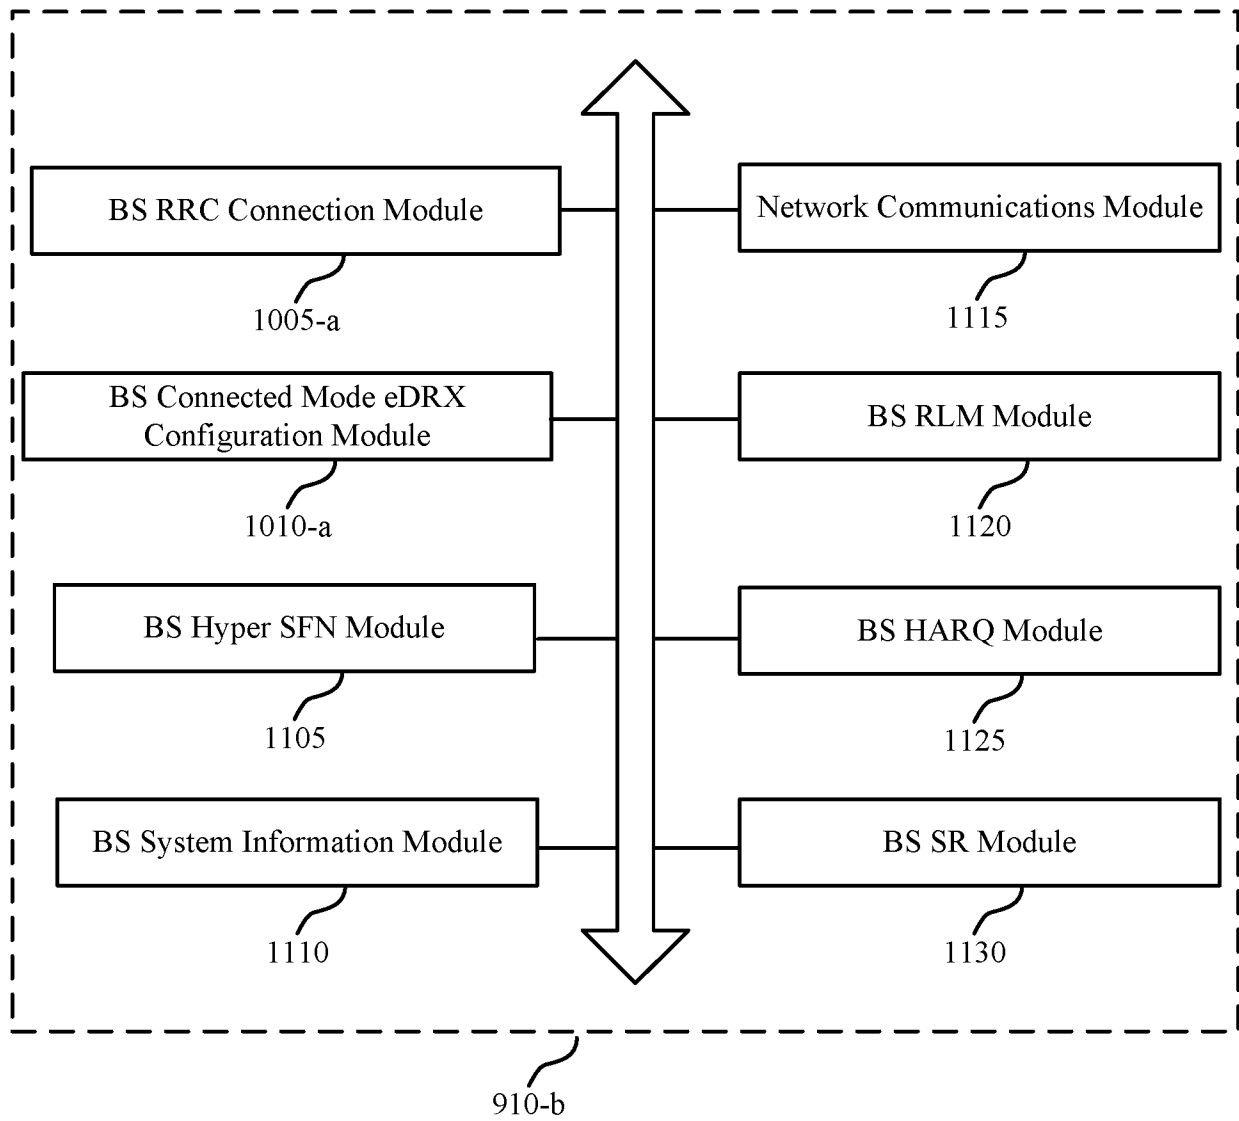 BS RRC Connection Module
1005-a
Network Communications Module
1115
BS Connected Mode eDRX
Configuration Module
1010-a
BS RLM Module
1120
BS Hyper SFN Module
1105
BS HARQ Module
1125
BS System Information Module
1110
BS SR Module
1130
910-b